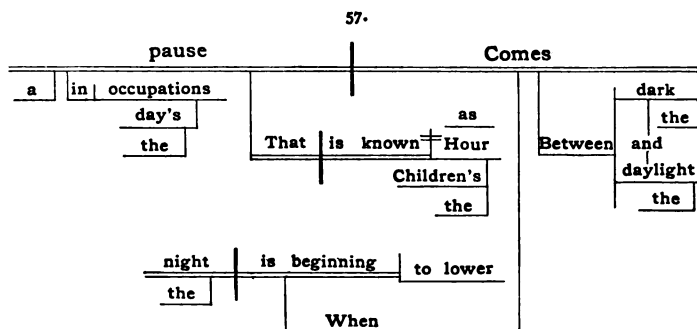 57.
pause Comes
a in occupations dark
day's as the
the That is known Hour Between and
Children's daylight
the the
night is beginning to lower
the
When